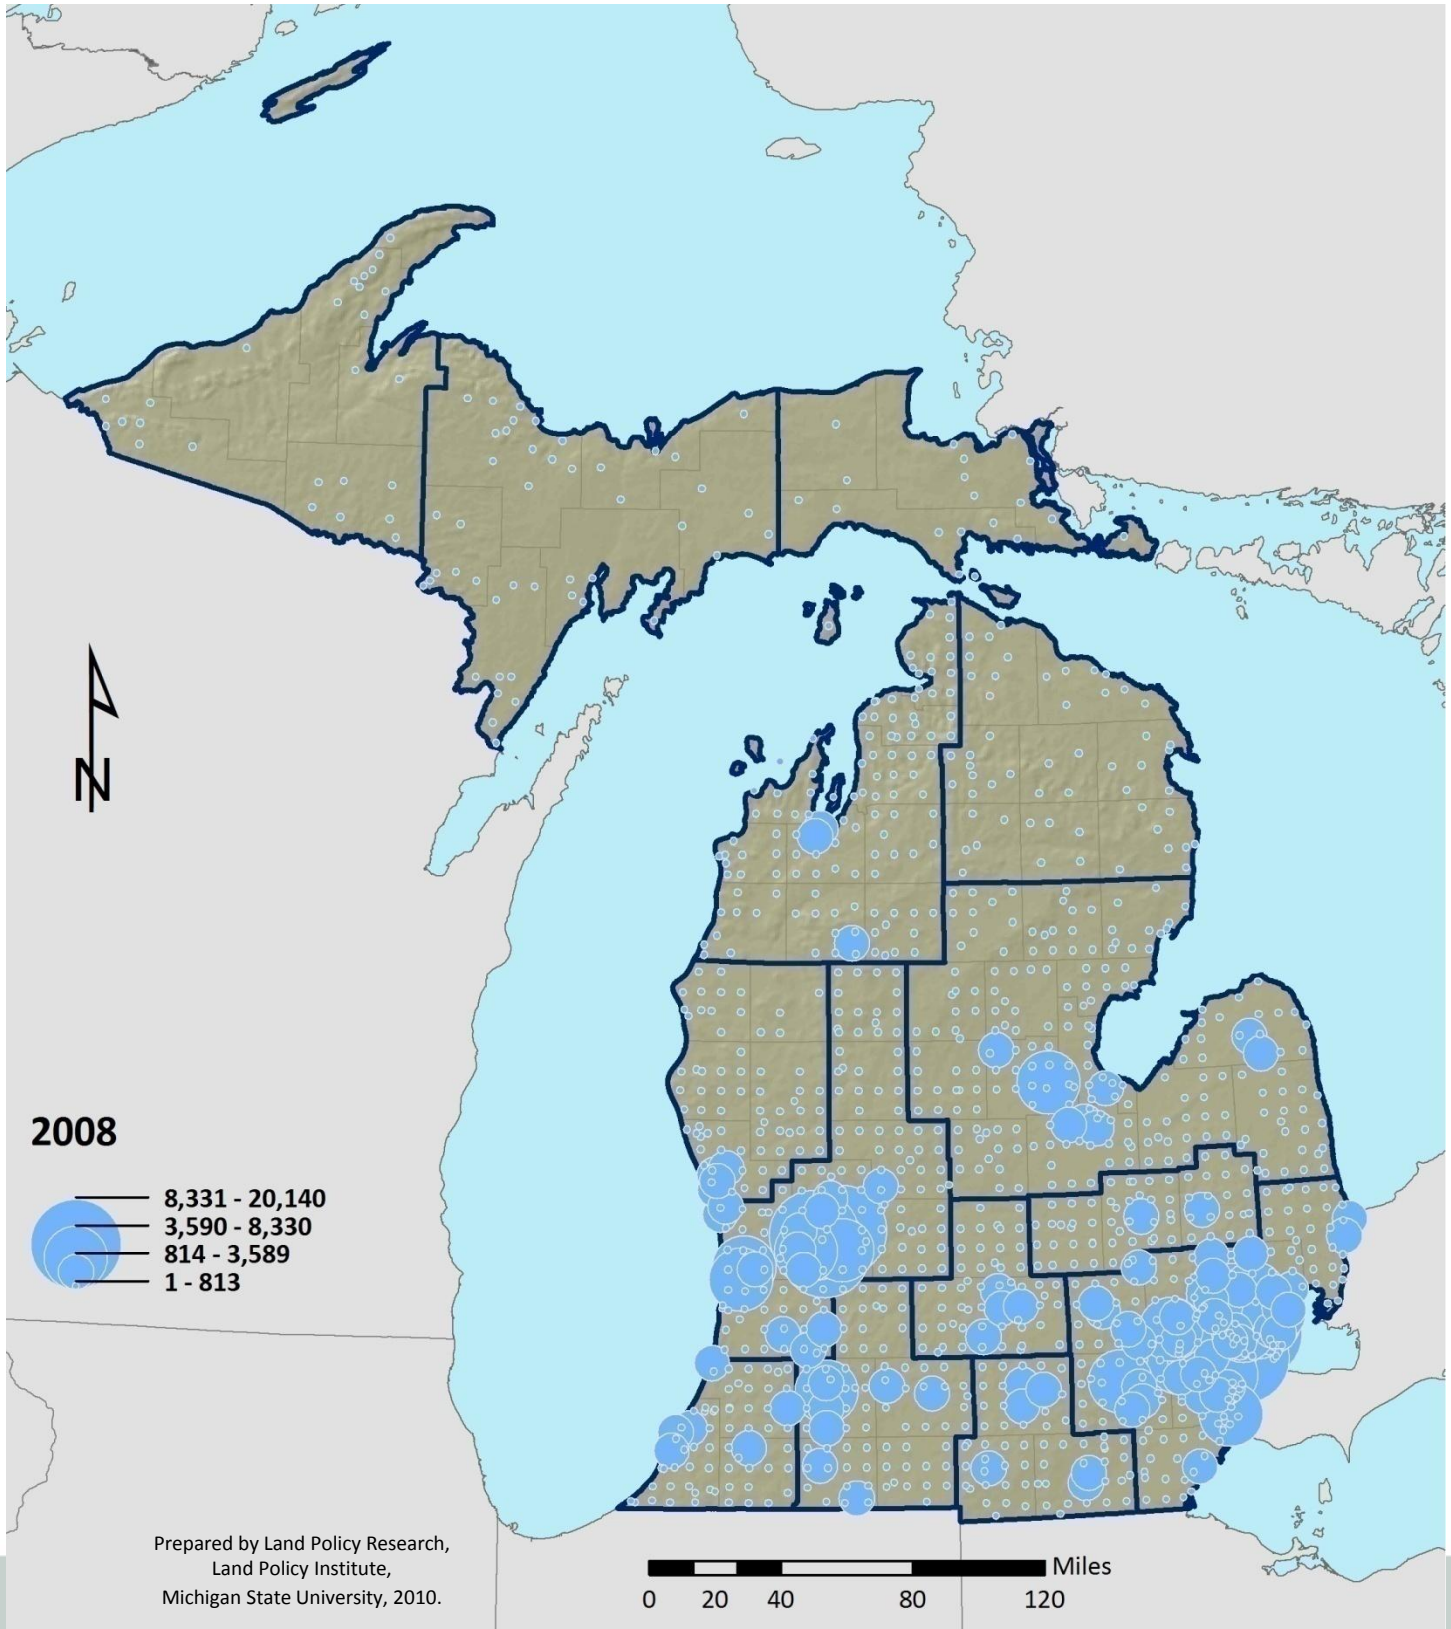 N
2008
8,331 - 20,140
3,590 - 8,330
814 - 3,589
1 - 813
Prepared by Land Policy Research,
Land Policy Institute,
Michigan State University, 2010.
Miles
0 20 40 80 120